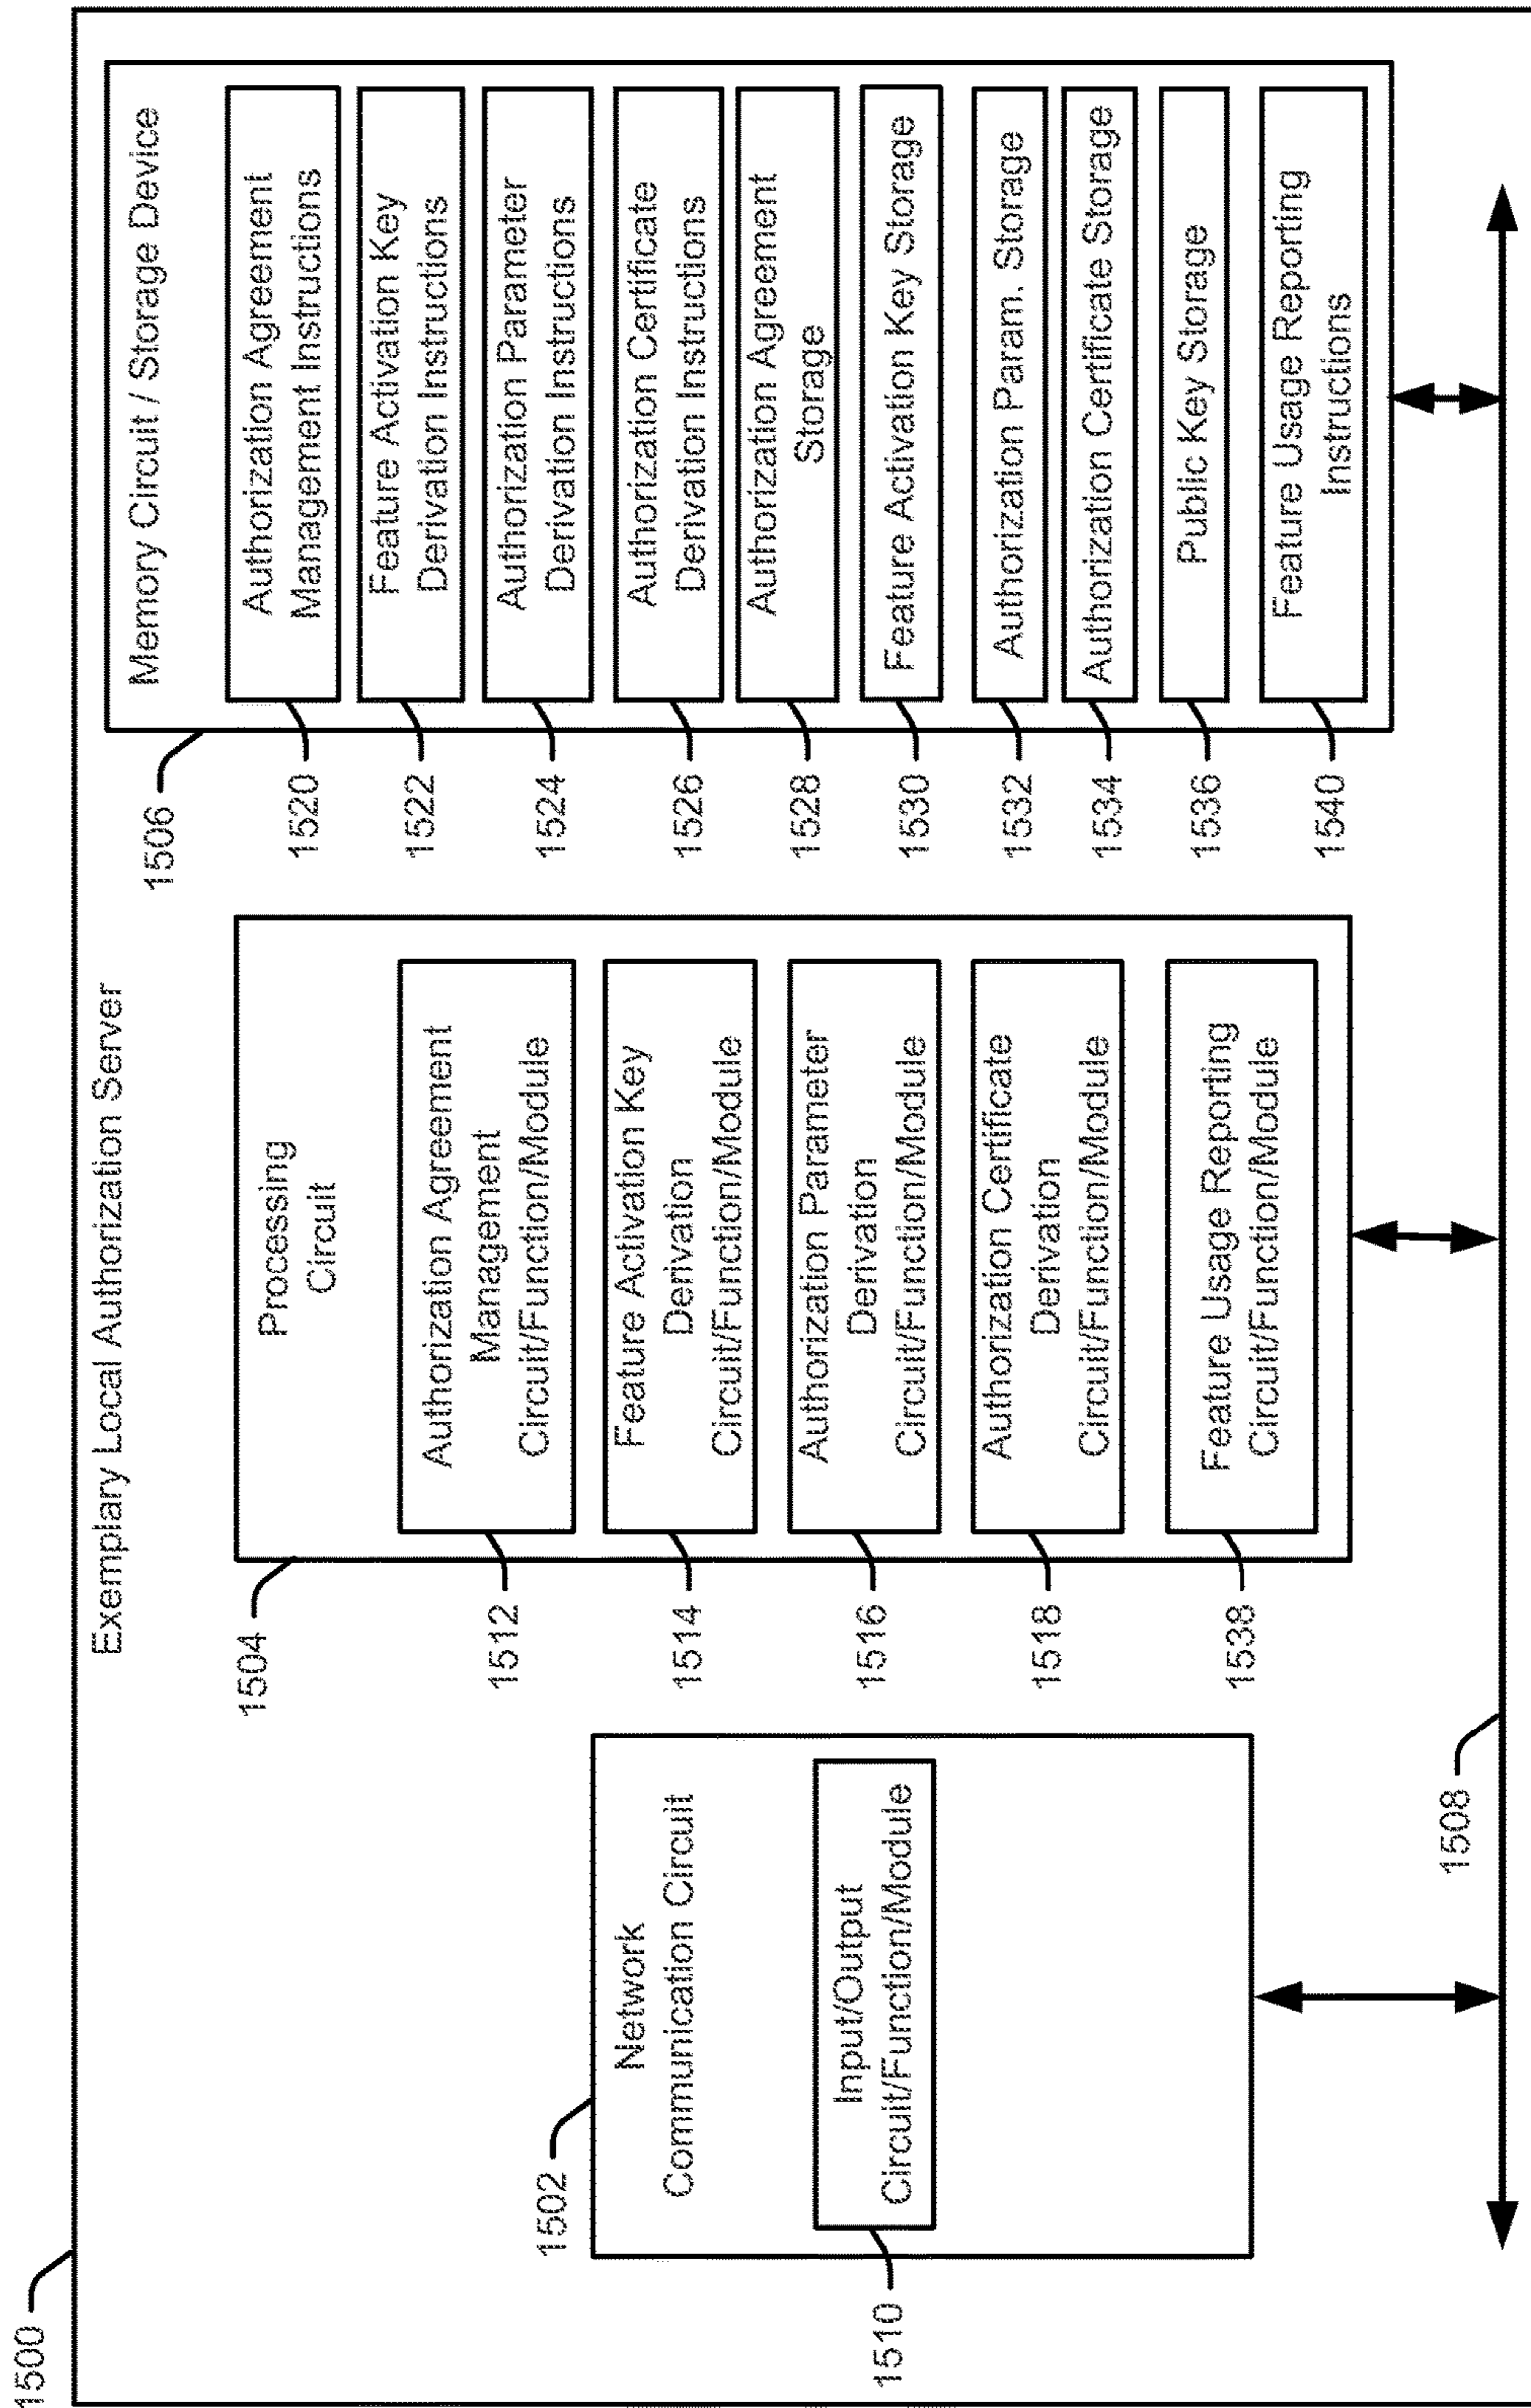 1500
Exemplary Local Authorization Server
1502
Network
Communication Circuit
1510
Input/Output
Circuit/Function/Module
1504
Processing
Circuit
1512
Authorization Agreement
Management
Circuit/Function/Module
1514
Feature Activation Key
Derivation
Circuit/Function/Module
1516
Authorization Parameter
Derivation
Circuit/Function/Module
1518
Authorization Certificate
Derivation
Circuit/Function/Module
1538
Feature Usage Reporting
Circuit/Function/Module
1506
Memory Circuit / Storage Device
1520
Authorization Agreement
Management Instructions
1522
Feature Activation Key
Derivation Instructions
1524
Authorization Parameter
Derivation Instructions
1526
Authorization Certificate
Derivation Instructions
1528
Authorization Agreement
Storage
1530
Feature Activation Key Storage
1532
Authorization Param. Storage
1534
Authorization Certificate Storage
1536
Public Key Storage
1540
Feature Usage Reporting
Instructions
1508